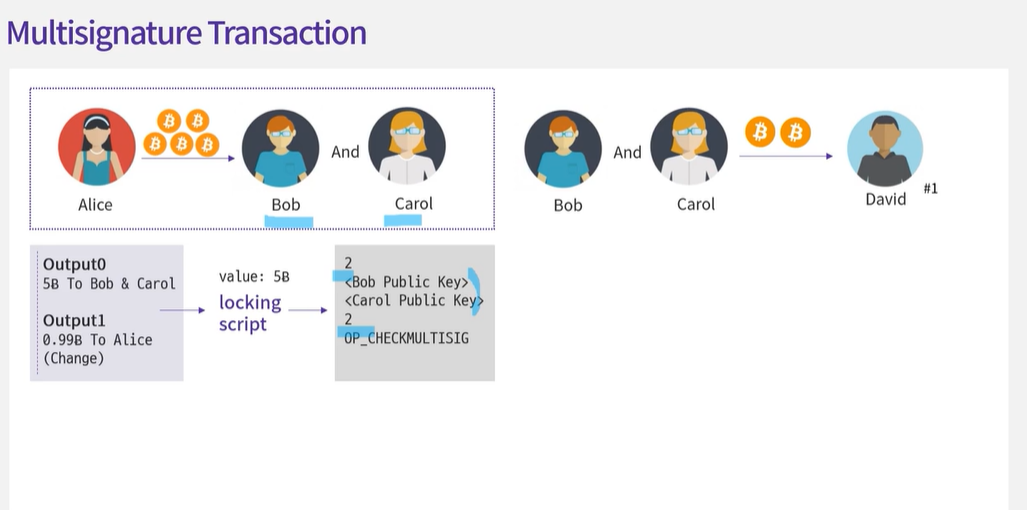 Multisignature Transaction
Alice
Bob
And
Carol
Bob
And
Carol
David
#1
Output0
5B To Bob & Carol
Output1
0.99B To Alice
(Change)
value: 5B
locking
script
2
<Bob Public Key>
<Carol Public Key>
2
OP_CHECKMULTISIG